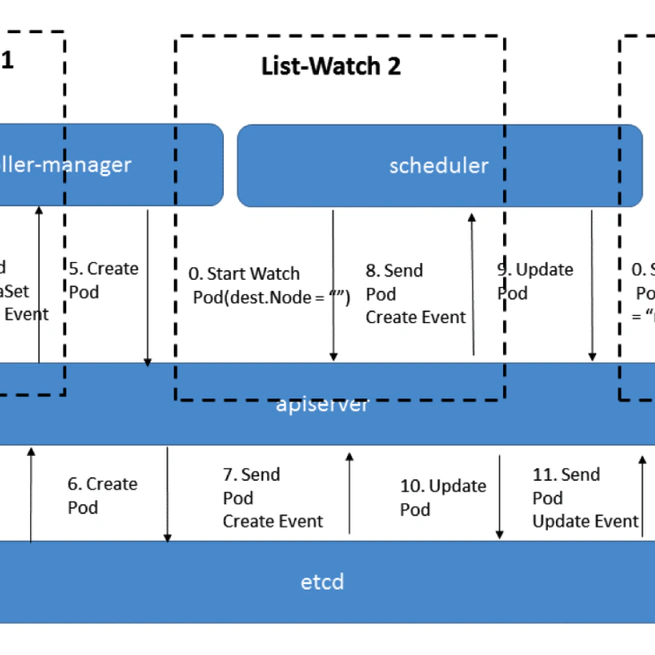 1
List-Watch 2
ller-manager
scheduler
d
aSet
Event
5. Create
Pod
0. Start Watch
Pod(dest.Node = “”)
8. Send
Pod
Create Event
9. Update
Pod
0. S
Po
= “
apiserver
6. Create
Pod
7. Send
Pod
Create Event
10. Update
Pod
11. Send
Pod
Update Event
etcd